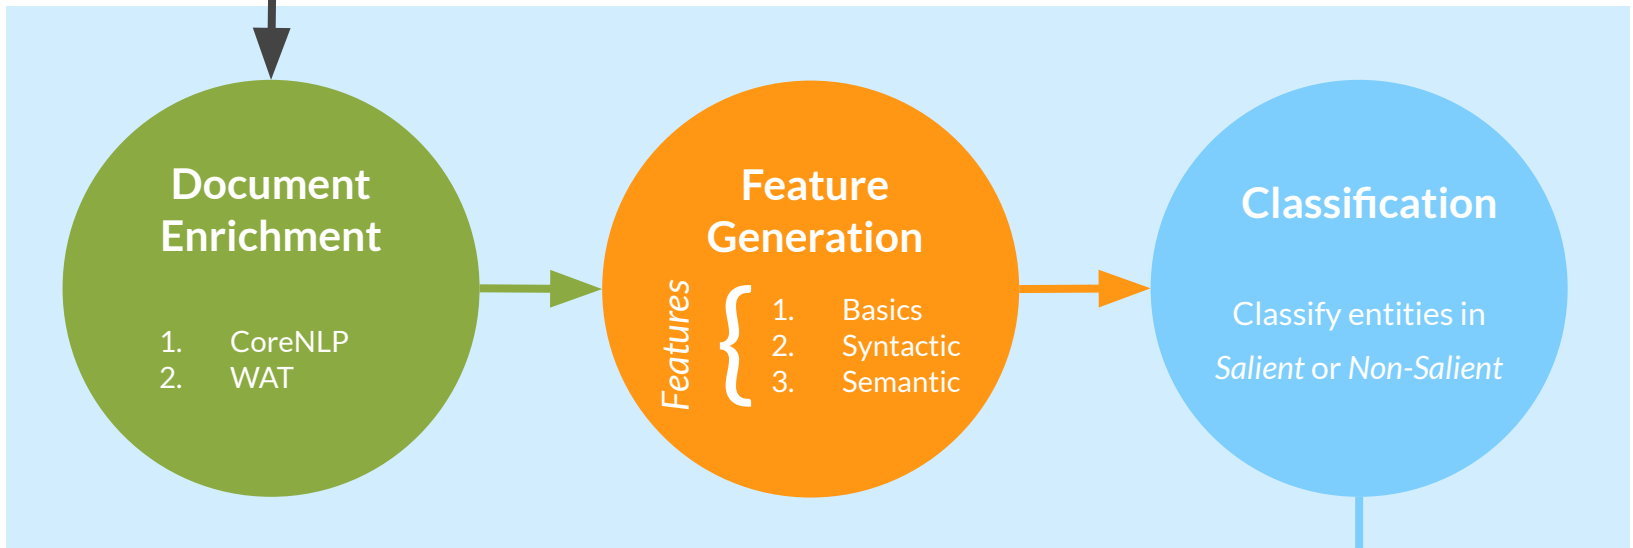 Document
Enrichment
1. CoreNLP
2. WAT
Feature
Generation
Features
1. Basics
2. Syntactic
3. Semantic
Classification
Classify entities in
Salient or Non-Salient